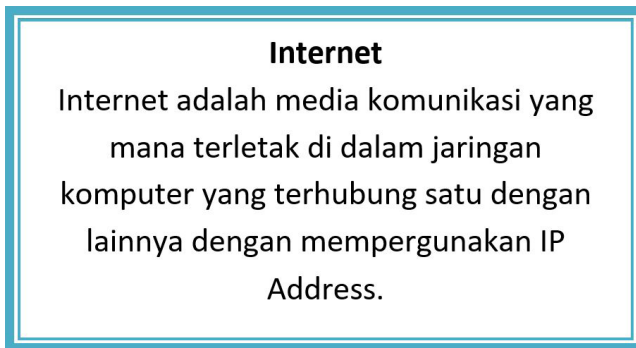 Internet
Internet adalah media komunikasi yang
mana terletak di dalam jaringan
komputer yang terhubung satu dengan
lainnya dengan mempergunakan IP
Address.